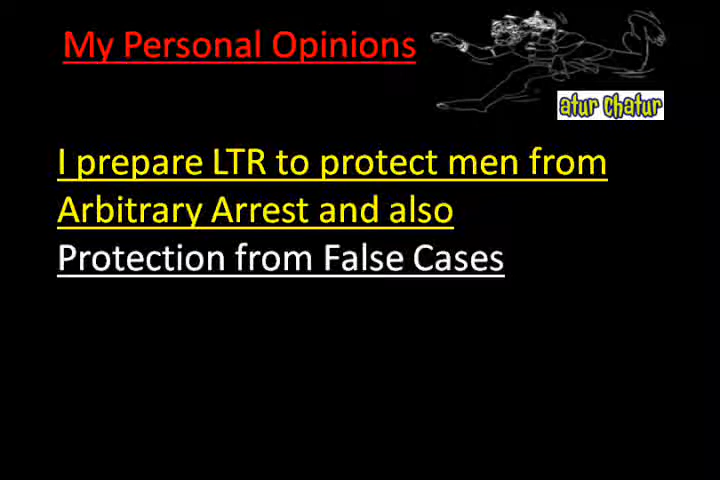 My Personal Opinions
atur chatur
I prepare LTR to protect men from
Arbitrary Arrest and also
Protection from False Cases